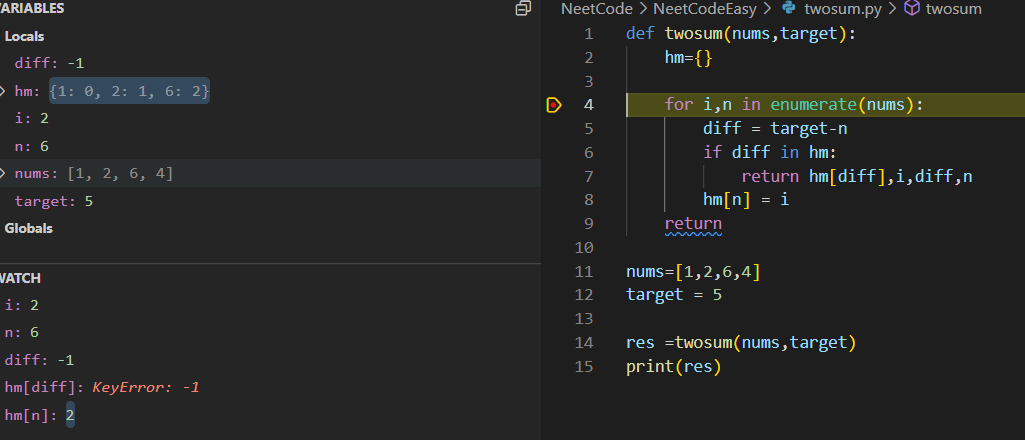 VARIABLES
Locals
diff: -1
hm: {1: 0, 2: 1, 6: 2}
i: 2
n: 6
nums: [1, 2, 6, 4]
target: 5
Globals
WATCH
i: 2
n: 6
diff: -1
hm[diff]: KeyError: -1
hm[n]: 2
NeetCode > NeetCodeEasy > twosum.py > twosum
1 def twosum(nums,target):
2     hm={}
3
4     for i,n in enumerate(nums):
5         diff = target-n
6         if diff in hm:
7             return hm[diff],i,diff,n
8         hm[n] = i
9     return
10
11 nums=[1,2,6,4]
12 target = 5
13
14 res =twosum(nums,target)
15 print(res)